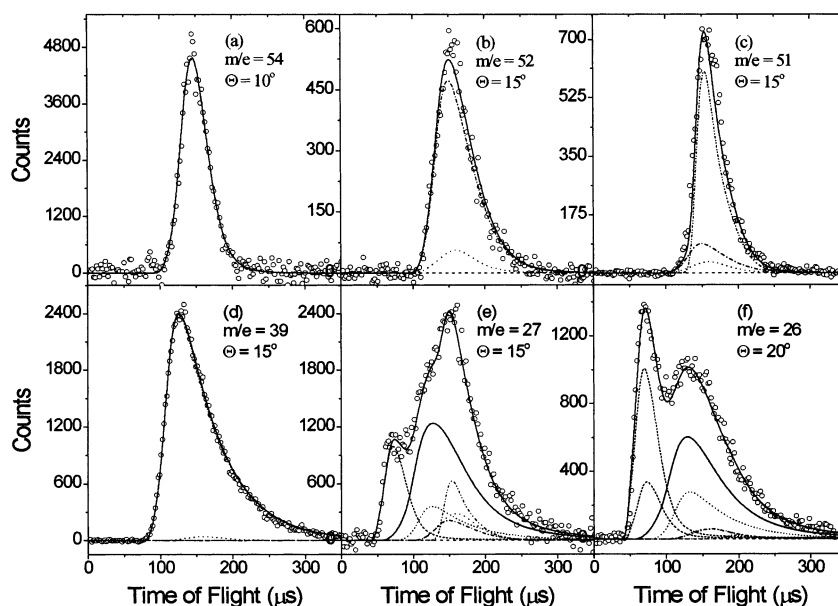 4800
3600
2400
1200
0
(a)
m/e = 54
Θ = 10°
600
450
300
150
0
(b)
m/e = 52
Θ = 15°
700
525
350
175
0
(c)
m/e = 51
Θ = 15°
Counts
2400
1800
1200
600
0
(d)
m/e = 39
Θ = 15°
2400
1800
1200
600
0
(e)
m/e = 27
Θ = 15°
1200
800
400
0
(f)
m/e = 26
Θ = 20°
Counts
0 100 200 300
0 100 200 300
0 100 200 300
Time of Flight (μs)
Time of Flight (μs)
Time of Flight (μs)